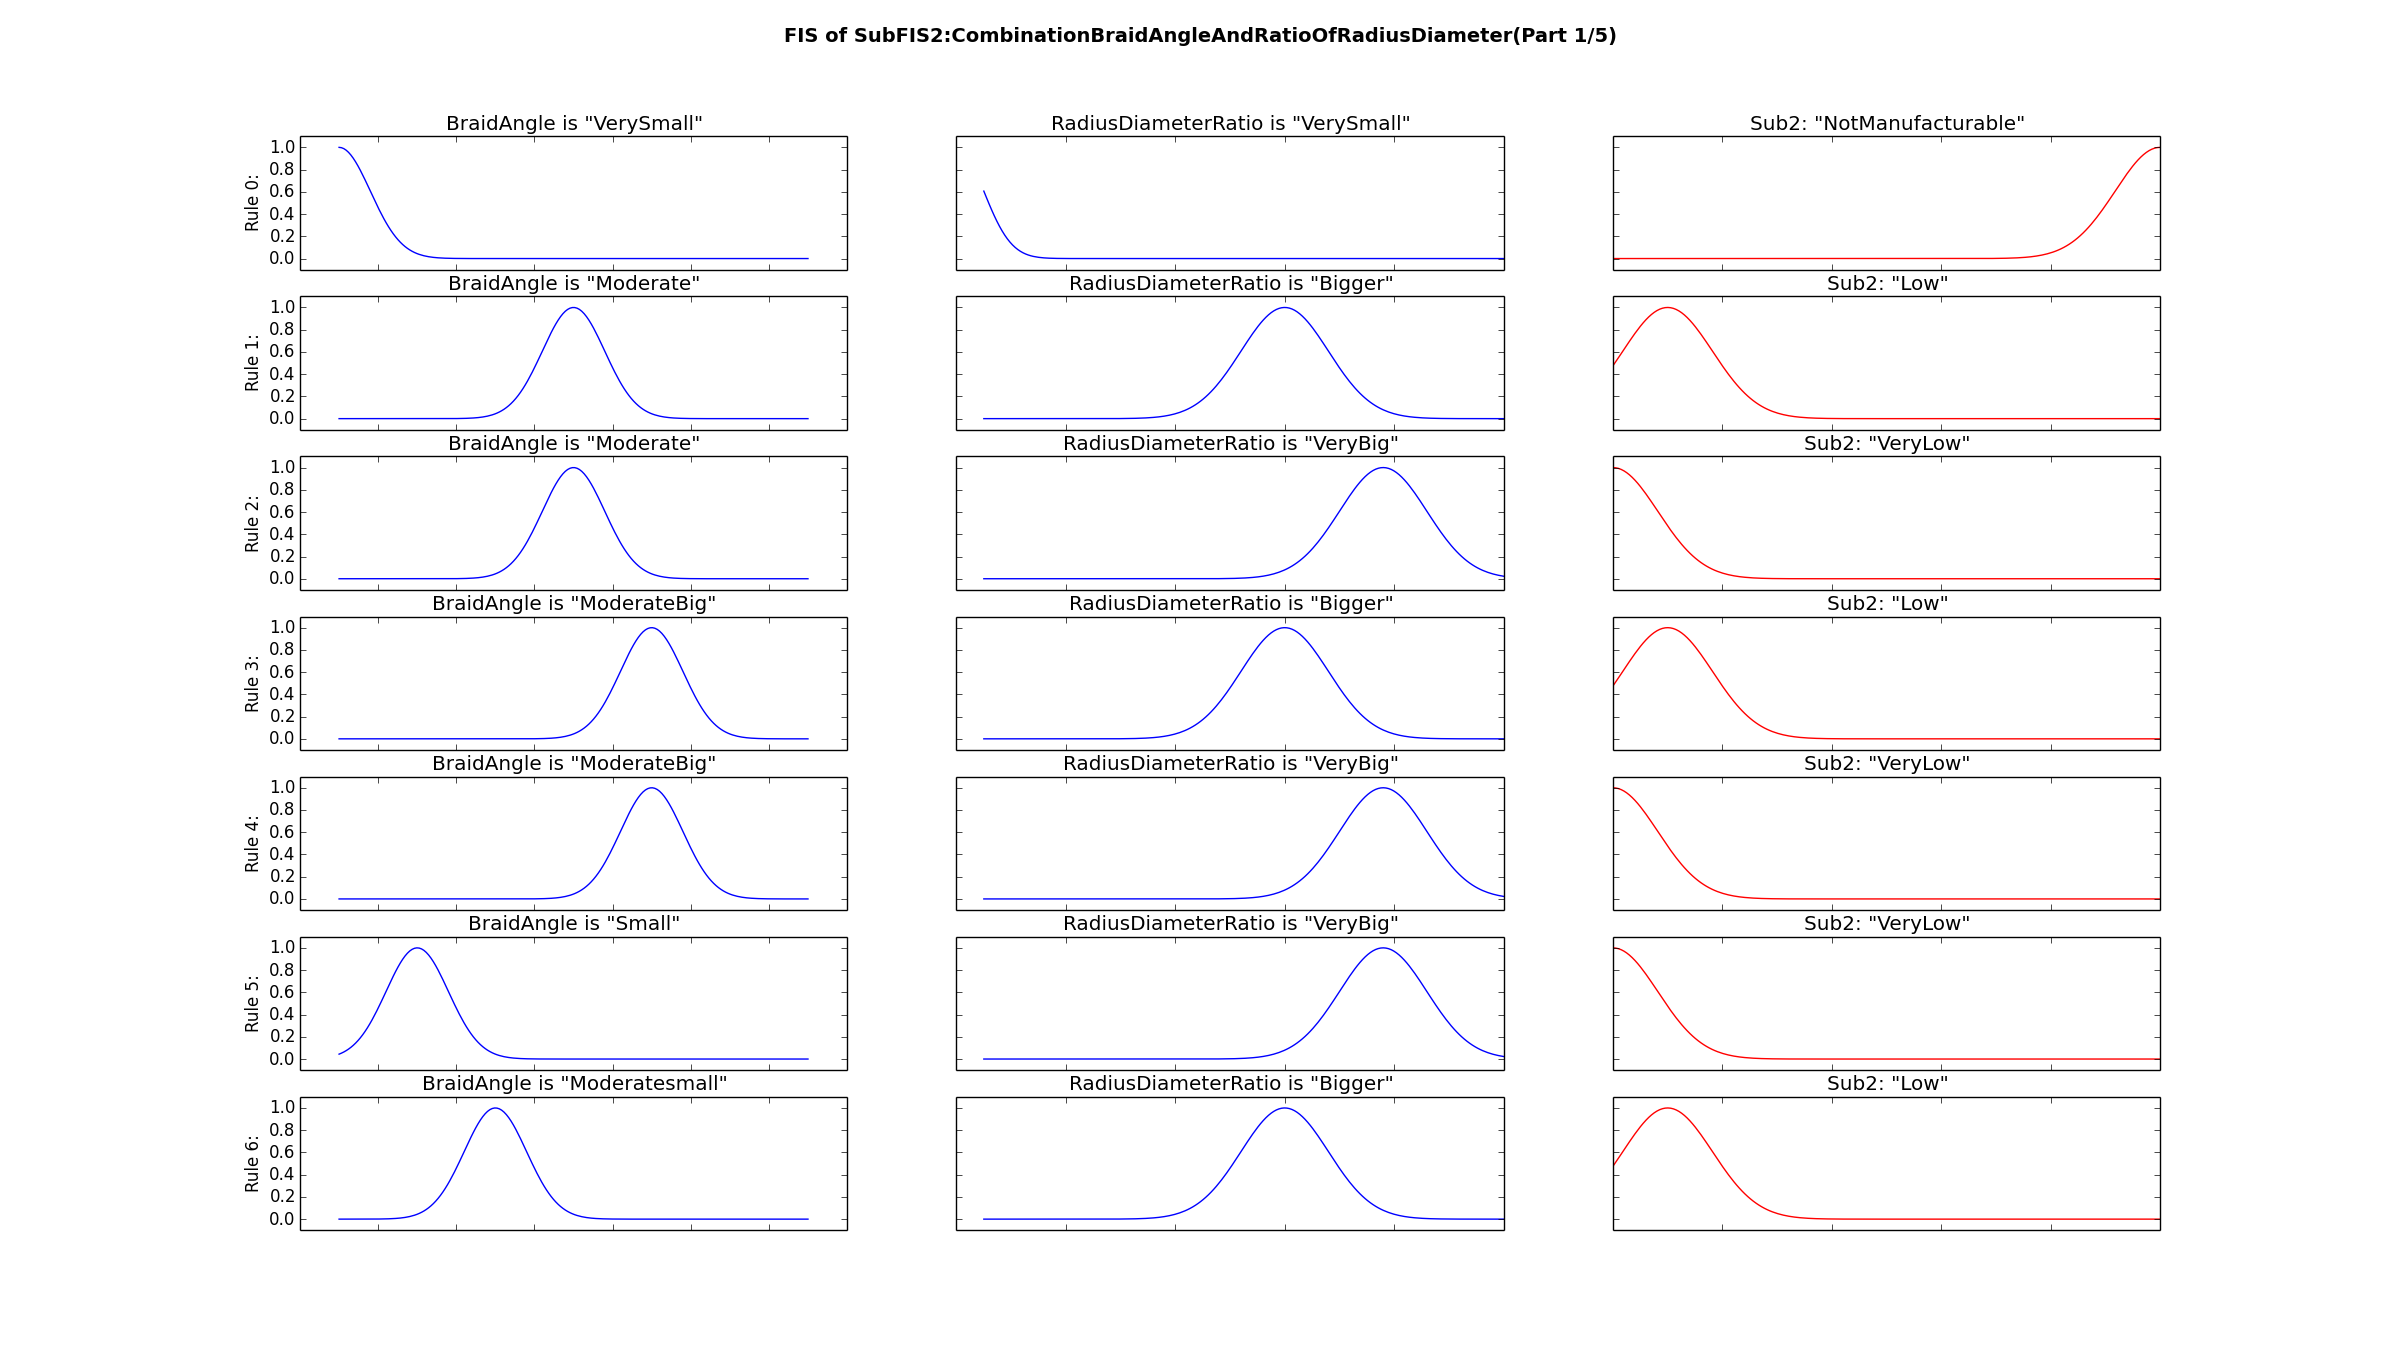 FIS of SubFIS2:CombinationBraidAngleAndRatioOfRadiusDiameter(Part 1/5)
BraidAngle is "VerySmall" RadiusDiameterRatio is "VerySmall" Sub2: "NotManufacturable"
Rule 0:
1.0
0.8
0.6
0.4
0.2
0.0
BraidAngle is "Moderate" RadiusDiameterRatio is "Bigger" Sub2: "Low"
Rule 1:
1.0
0.8
0.6
0.4
0.2
0.0
BraidAngle is "Moderate" RadiusDiameterRatio is "VeryBig" Sub2: "VeryLow"
Rule 2:
1.0
0.8
0.6
0.4
0.2
0.0
BraidAngle is "ModerateBig" RadiusDiameterRatio is "Bigger" Sub2: "Low"
Rule 3:
1.0
0.8
0.6
0.4
0.2
0.0
BraidAngle is "ModerateBig" RadiusDiameterRatio is "VeryBig" Sub2: "VeryLow"
Rule 4:
1.0
0.8
0.6
0.4
0.2
0.0
BraidAngle is "Small" RadiusDiameterRatio is "VeryBig" Sub2: "VeryLow"
Rule 5:
1.0
0.8
0.6
0.4
0.2
0.0
BraidAngle is "Moderatesmall" RadiusDiameterRatio is "Bigger" Sub2: "Low"
Rule 6:
1.0
0.8
0.6
0.4
0.2
0.0